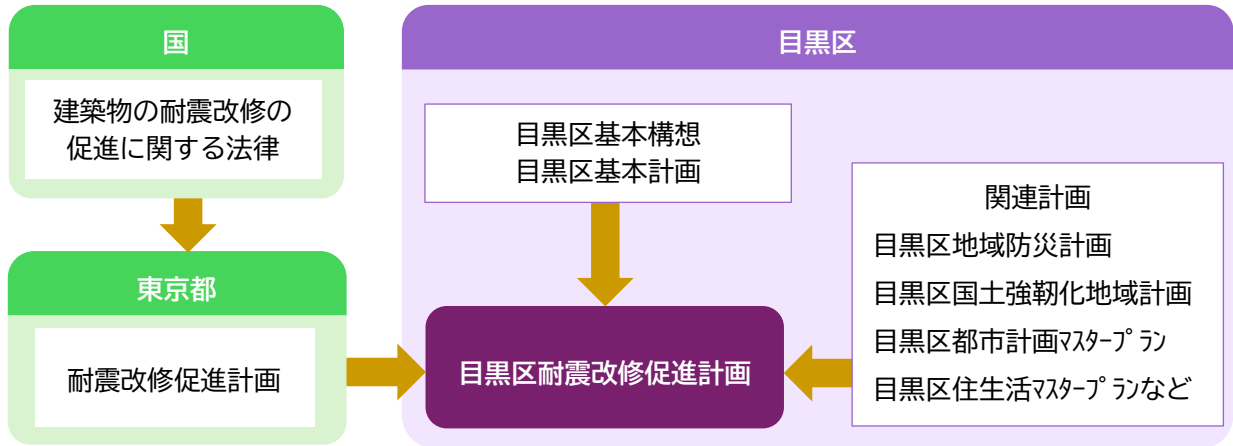 国
建築物の耐震改修の
促進に関する法律
東京都
耐震改修促進計画
目黒区
目黒区基本構想
目黒区基本計画
目黒区耐震改修促進計画
関連計画
目黒区地域防災計画
目黒区国土強靭化地域計画
目黒区都市計画ﾏｽﾀｰﾌﾟﾗﾝ
目黒区住生活ﾏｽﾀｰﾌﾟﾗﾝなど